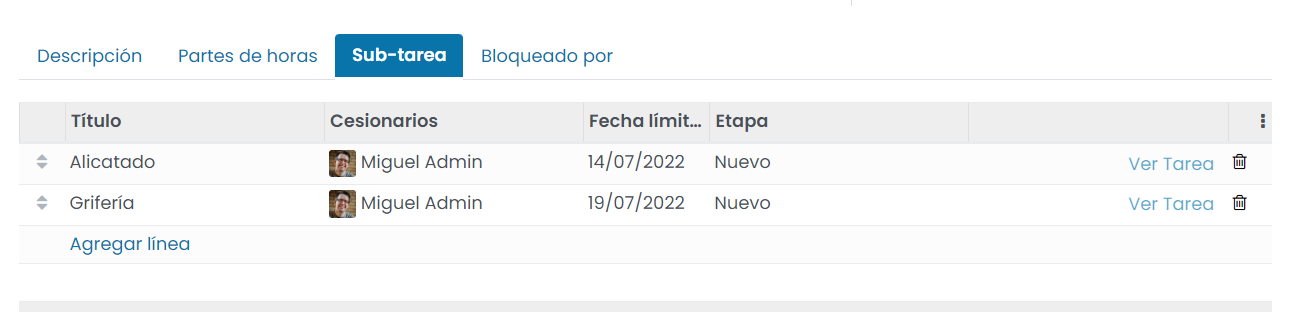 Descripción Partes de horas Sub-tarea Bloqueado por
Título Cesionarios Fecha límit... Etapa
Alicatado Miguel Admin 14/07/2022 Nuevo Ver Tarea
Grifería Miguel Admin 19/07/2022 Nuevo Ver Tarea
Agregar línea